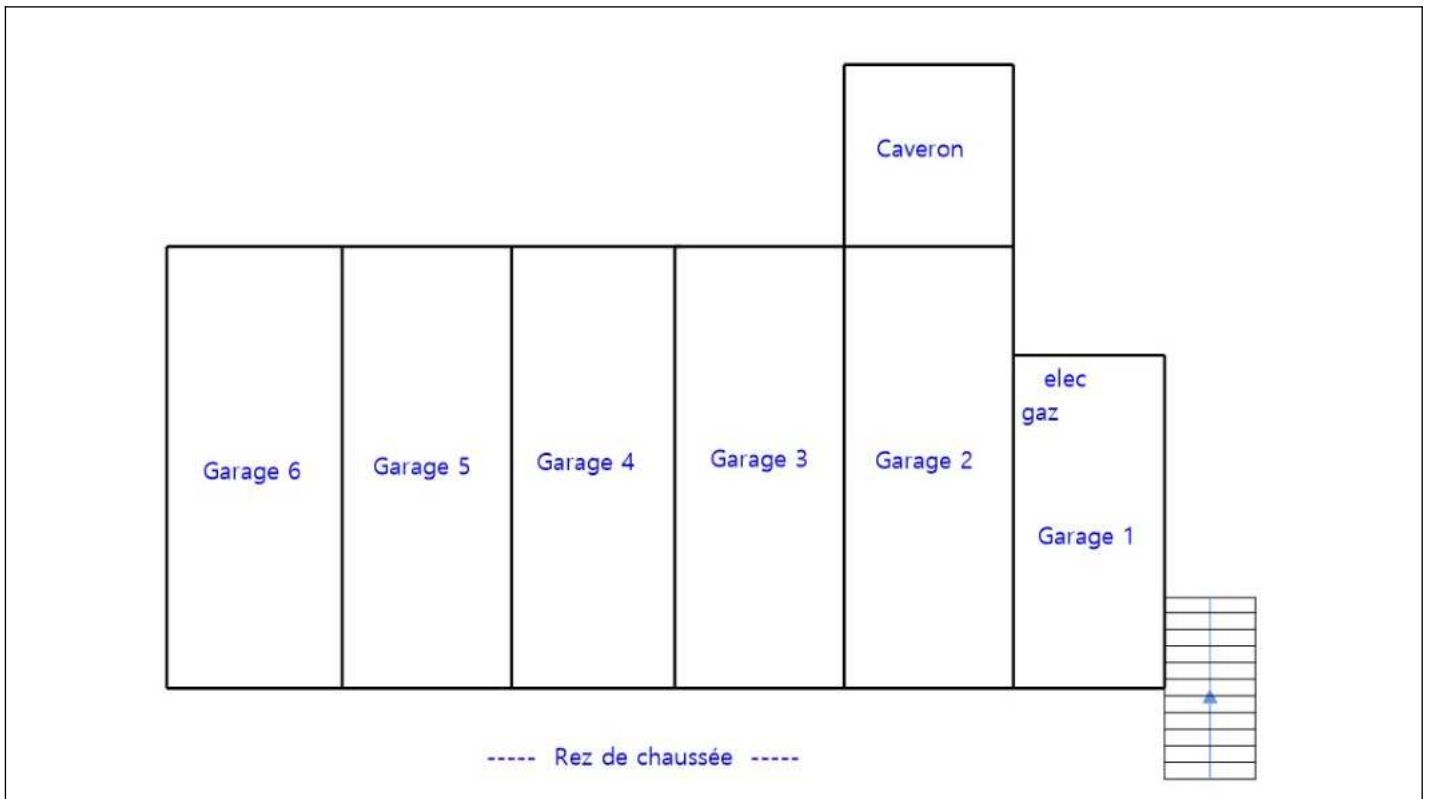 Caveron
elec
gaz
Garage 6
Garage 5
Garage 4
Garage 3
Garage 2
Garage 1
----- Rez de chaussée -----